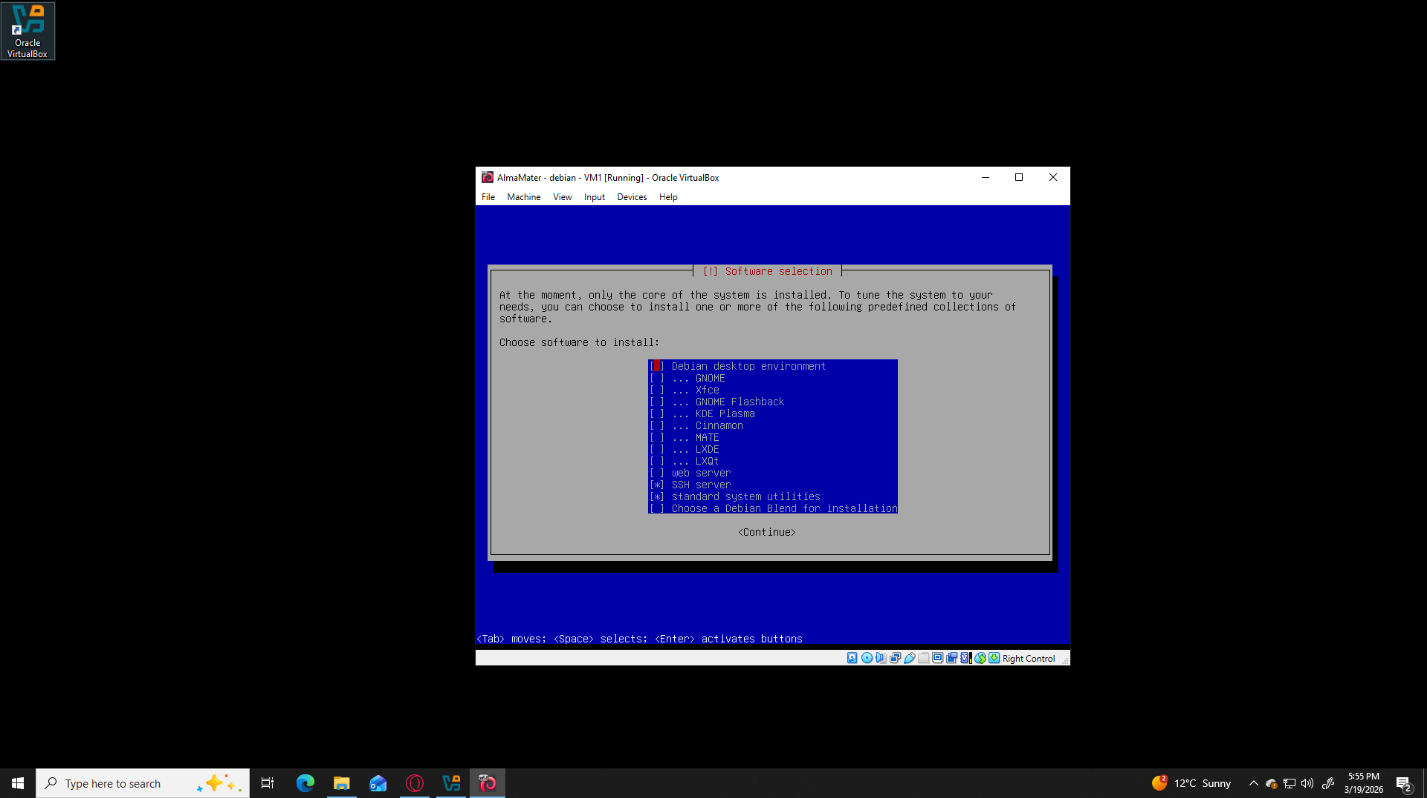 Oracle
VirtualBox
AlmaMater - debian - VM1 [Running] - Oracle VirtualBox
File Machine View Input Devices Help
[!] Software selection
At the moment, only the core of the system is installed. To tune the system to your
needs, you can choose to install one or more of the following predefined collections of
software.
Choose software to install:
[ ] Debian desktop environment
[ ] ... GNOME
[ ] ... Xfce
[ ] ... GNOME Flashback
[ ] ... KDE Plasma
[ ] ... Cinnamon
[ ] ... MATE
[ ] ... LXDE
[ ] ... LXQt
[ ] web server
[*] SSH server
[*] standard system utilities
[ ] Choose a Debian Blend for installation
<Continue>
<Tab> moves; <Space> selects; <Enter> activates buttons
Right Control
Type here to search
2
12°C Sunny
5:55 PM
3/19/2026
2